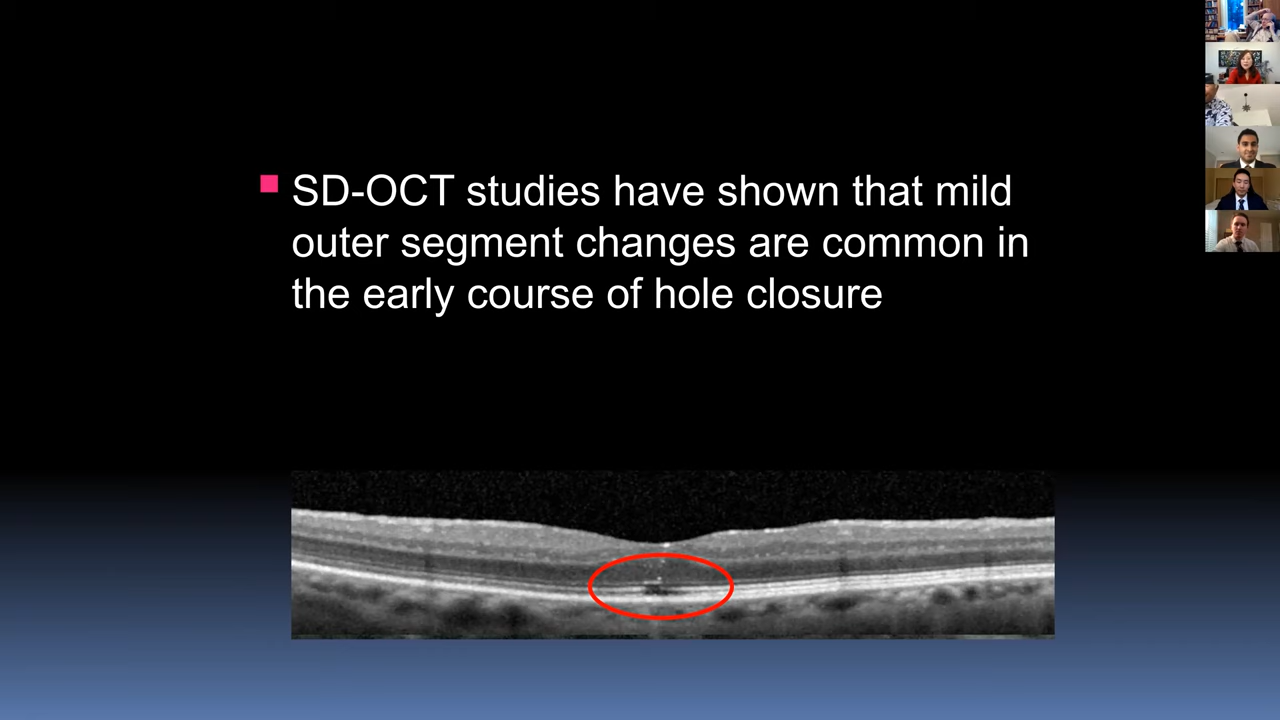 SD-OCT studies have shown that mild
outer segment changes are common in
the early course of hole closure